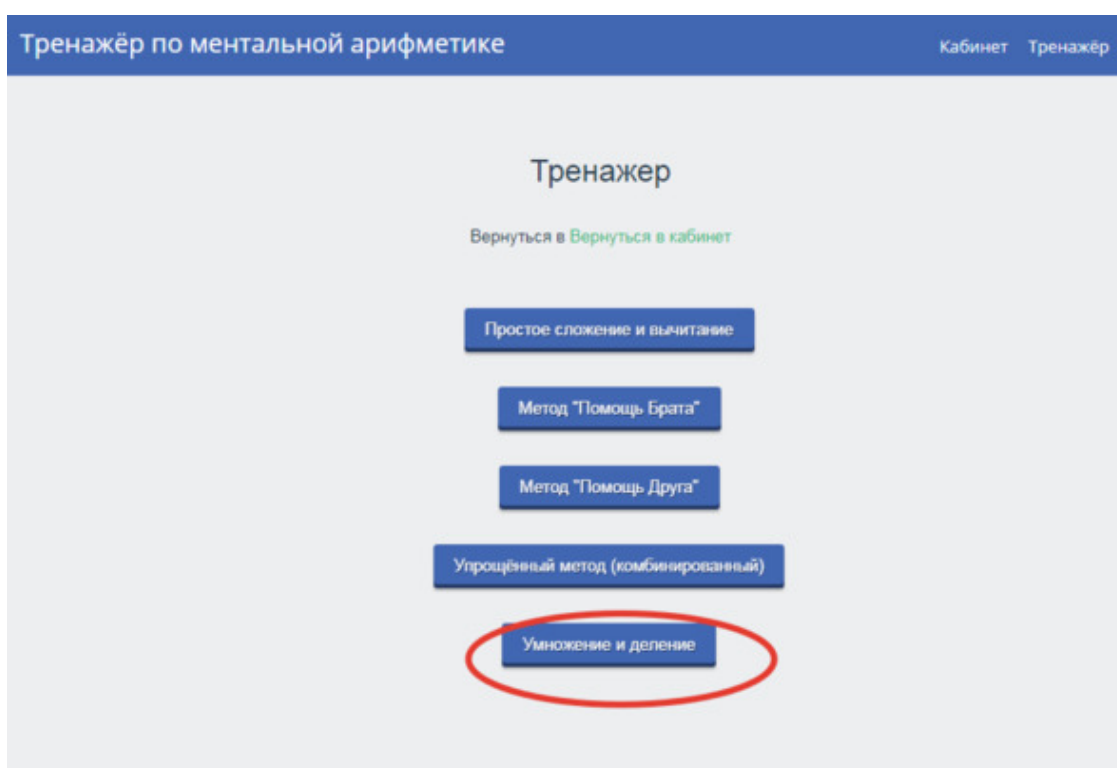 Тренажёр по ментальной арифметике
Кабинет Тренажёр
Тренажер
Вернуться в Вернуться в кабинет
Простое сложение и вычитание
Метод "Помощь Брата"
Метод "Помощь Друга"
Упрощённый метод (комбинированный)
Умножение и деление